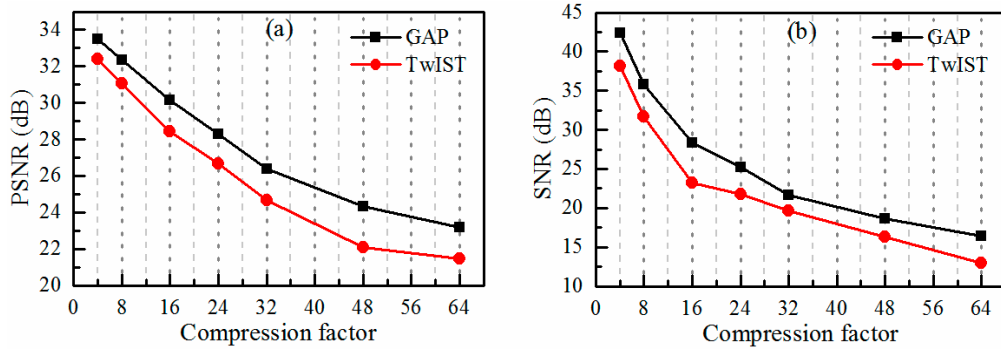 (a)
GAP
TwIST
PSNR (dB)
34
32
30
28
26
24
22
20
0 8 16 24 32 40 48 56 64
Compression factor
(b)
GAP
TwIST
SNR (dB)
45
40
35
30
25
20
15
10
0 8 16 24 32 40 48 56 64
Compression factor